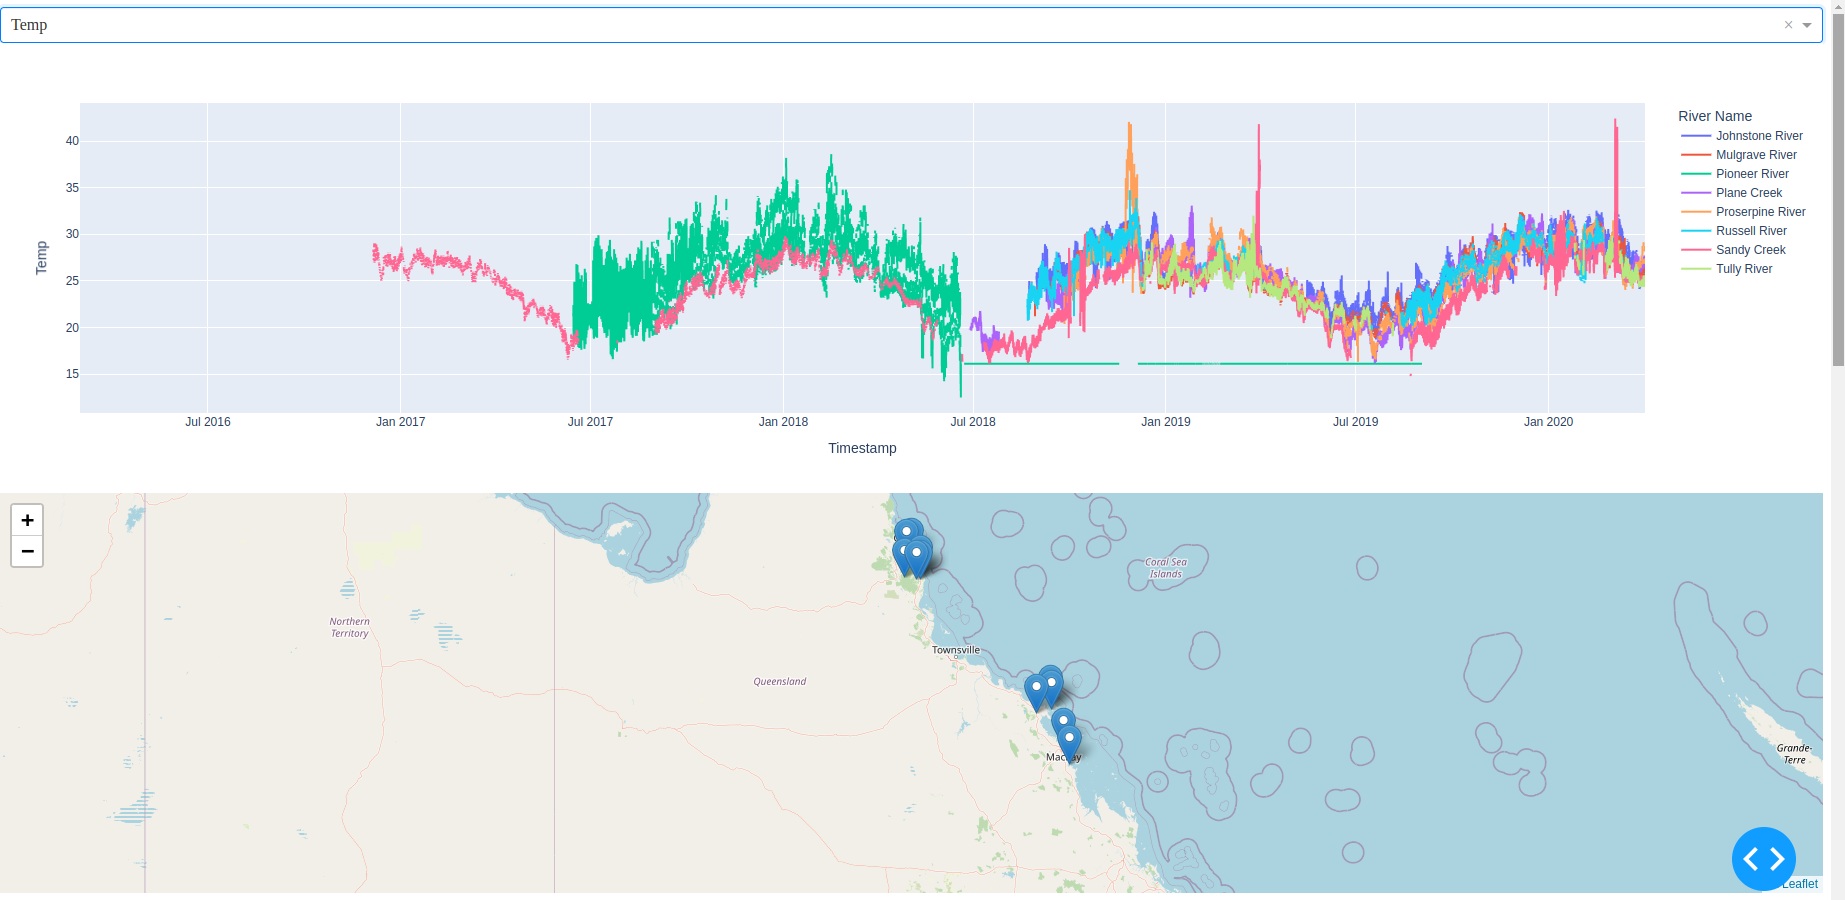 Temp
×
40
35
30
25
20
15
Temp
Jul 2016
Jan 2017
Jul 2017
Jan 2018
Jul 2018
Jan 2019
Jul 2019
Jan 2020
Timestamp
River Name
Johnstone River
Mulgrave River
Pioneer River
Plane Creek
Proserpine River
Russell River
Sandy Creek
Tully River
+
−
Coral Sea
Islands
Northern
Territory
Townsville
Queensland
Grande-
Terre
Leaflet